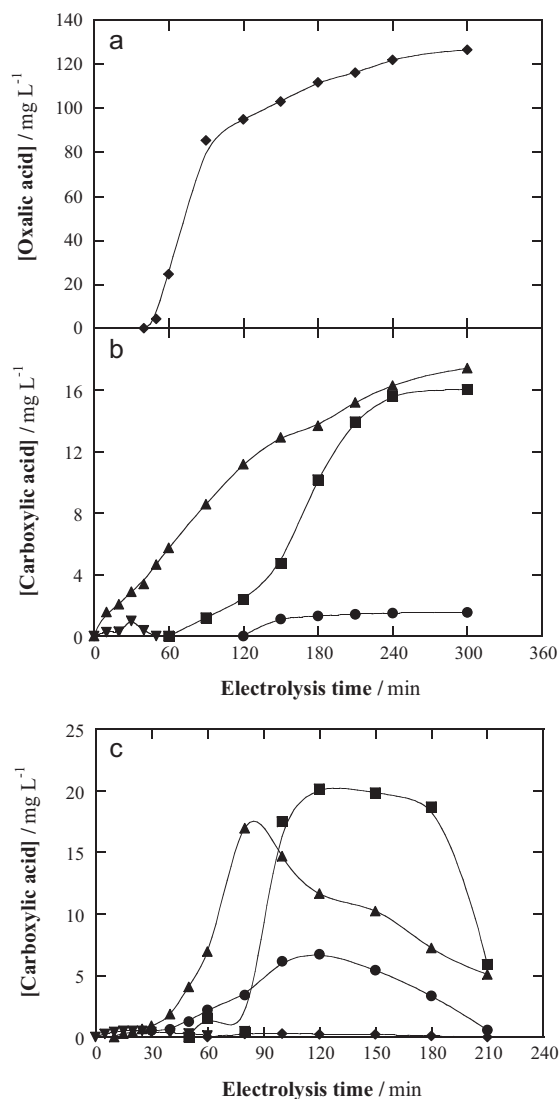 a
[Oxalic acid] / mg L⁻¹
140
120
100
80
60
40
20
0
b
[Carboxylic acid] / mg L⁻¹
16
12
8
4
0
0 60 120 180 240 300 360
Electrolysis time / min
c
[Carboxylic acid] / mg L⁻¹
25
20
15
10
5
0
0 30 60 90 120 150 180 210 240
Electrolysis time / min